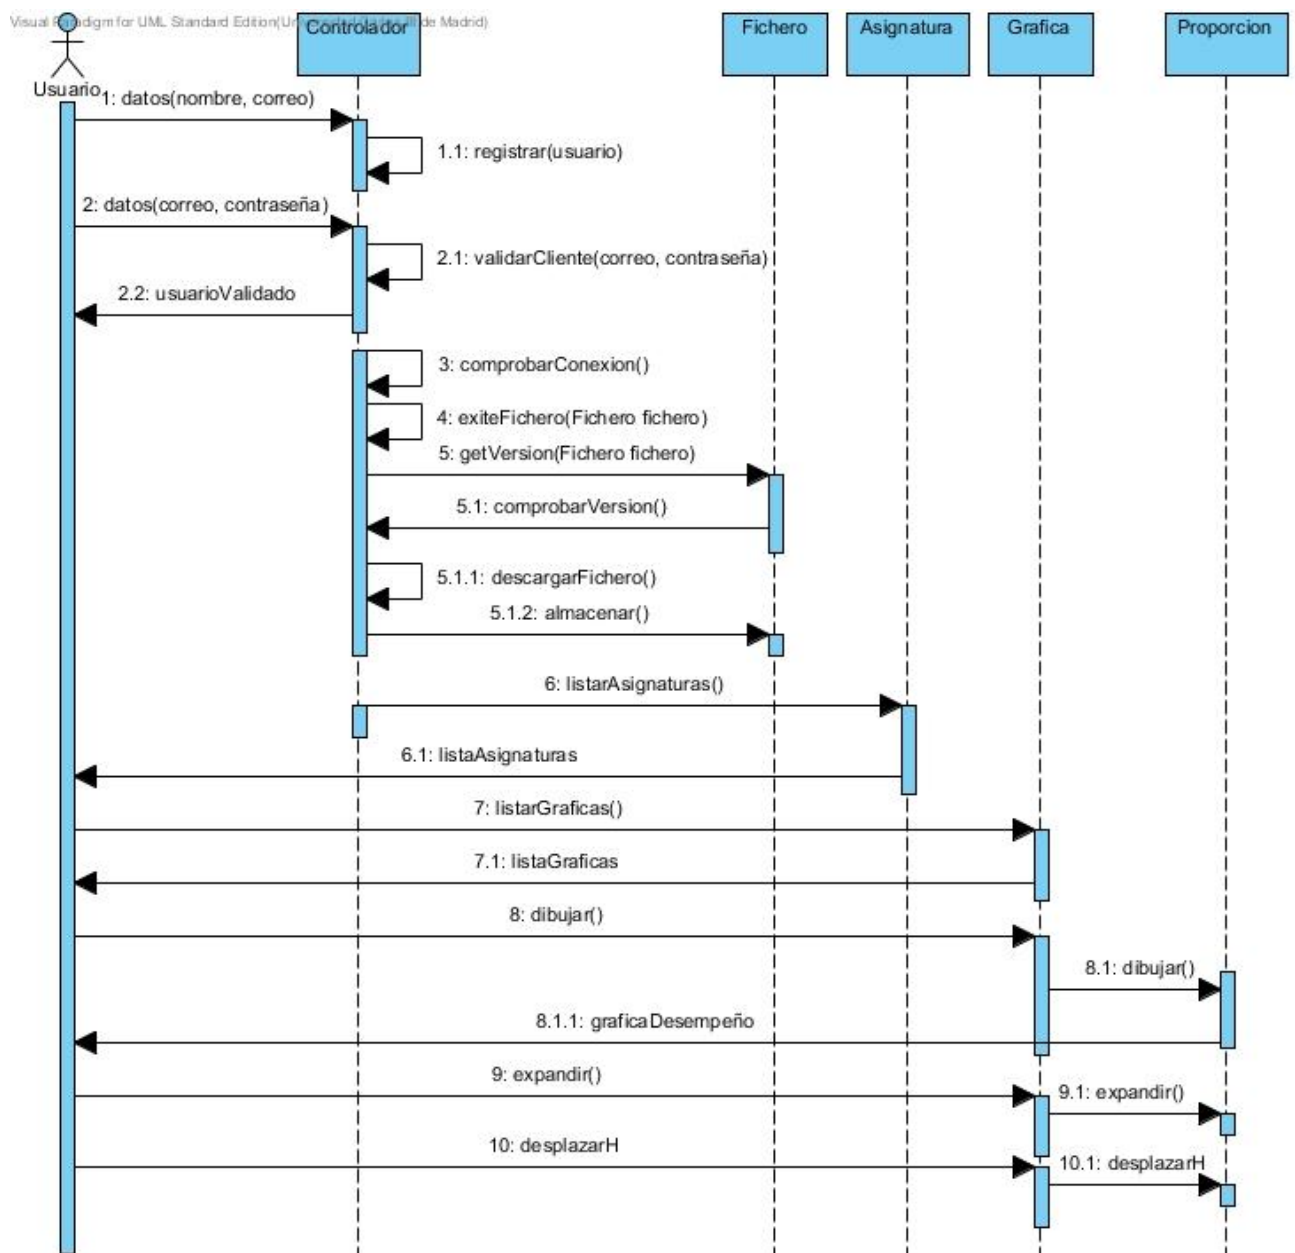 Visual Paradigm for UML Standard Edition(Universidad Carlos III de Madrid)
Controlador
Fichero
Asignatura
Grafica
Proporcion
Usuario
1: datos(nombre, correo)
1.1: registrar(usuario)
2: datos(correo, contraseña)
2.1: validarCliente(correo, contraseña)
2.2: usuarioValidado
3: comprobarConexion()
4: exiteFichero(Fichero fichero)
5: getVersion(Fichero fichero)
5.1: comprobarVersion()
5.1.1: descargarFichero()
5.1.2: almacenar()
6: listarAsignaturas()
6.1: listaAsignaturas
7: listarGraficas()
7.1: listaGraficas
8: dibujar()
8.1: dibujar()
8.1.1: graficaDesempeño
9: expandir()
9.1: expandir()
10: desplazarH
10.1: desplazarH